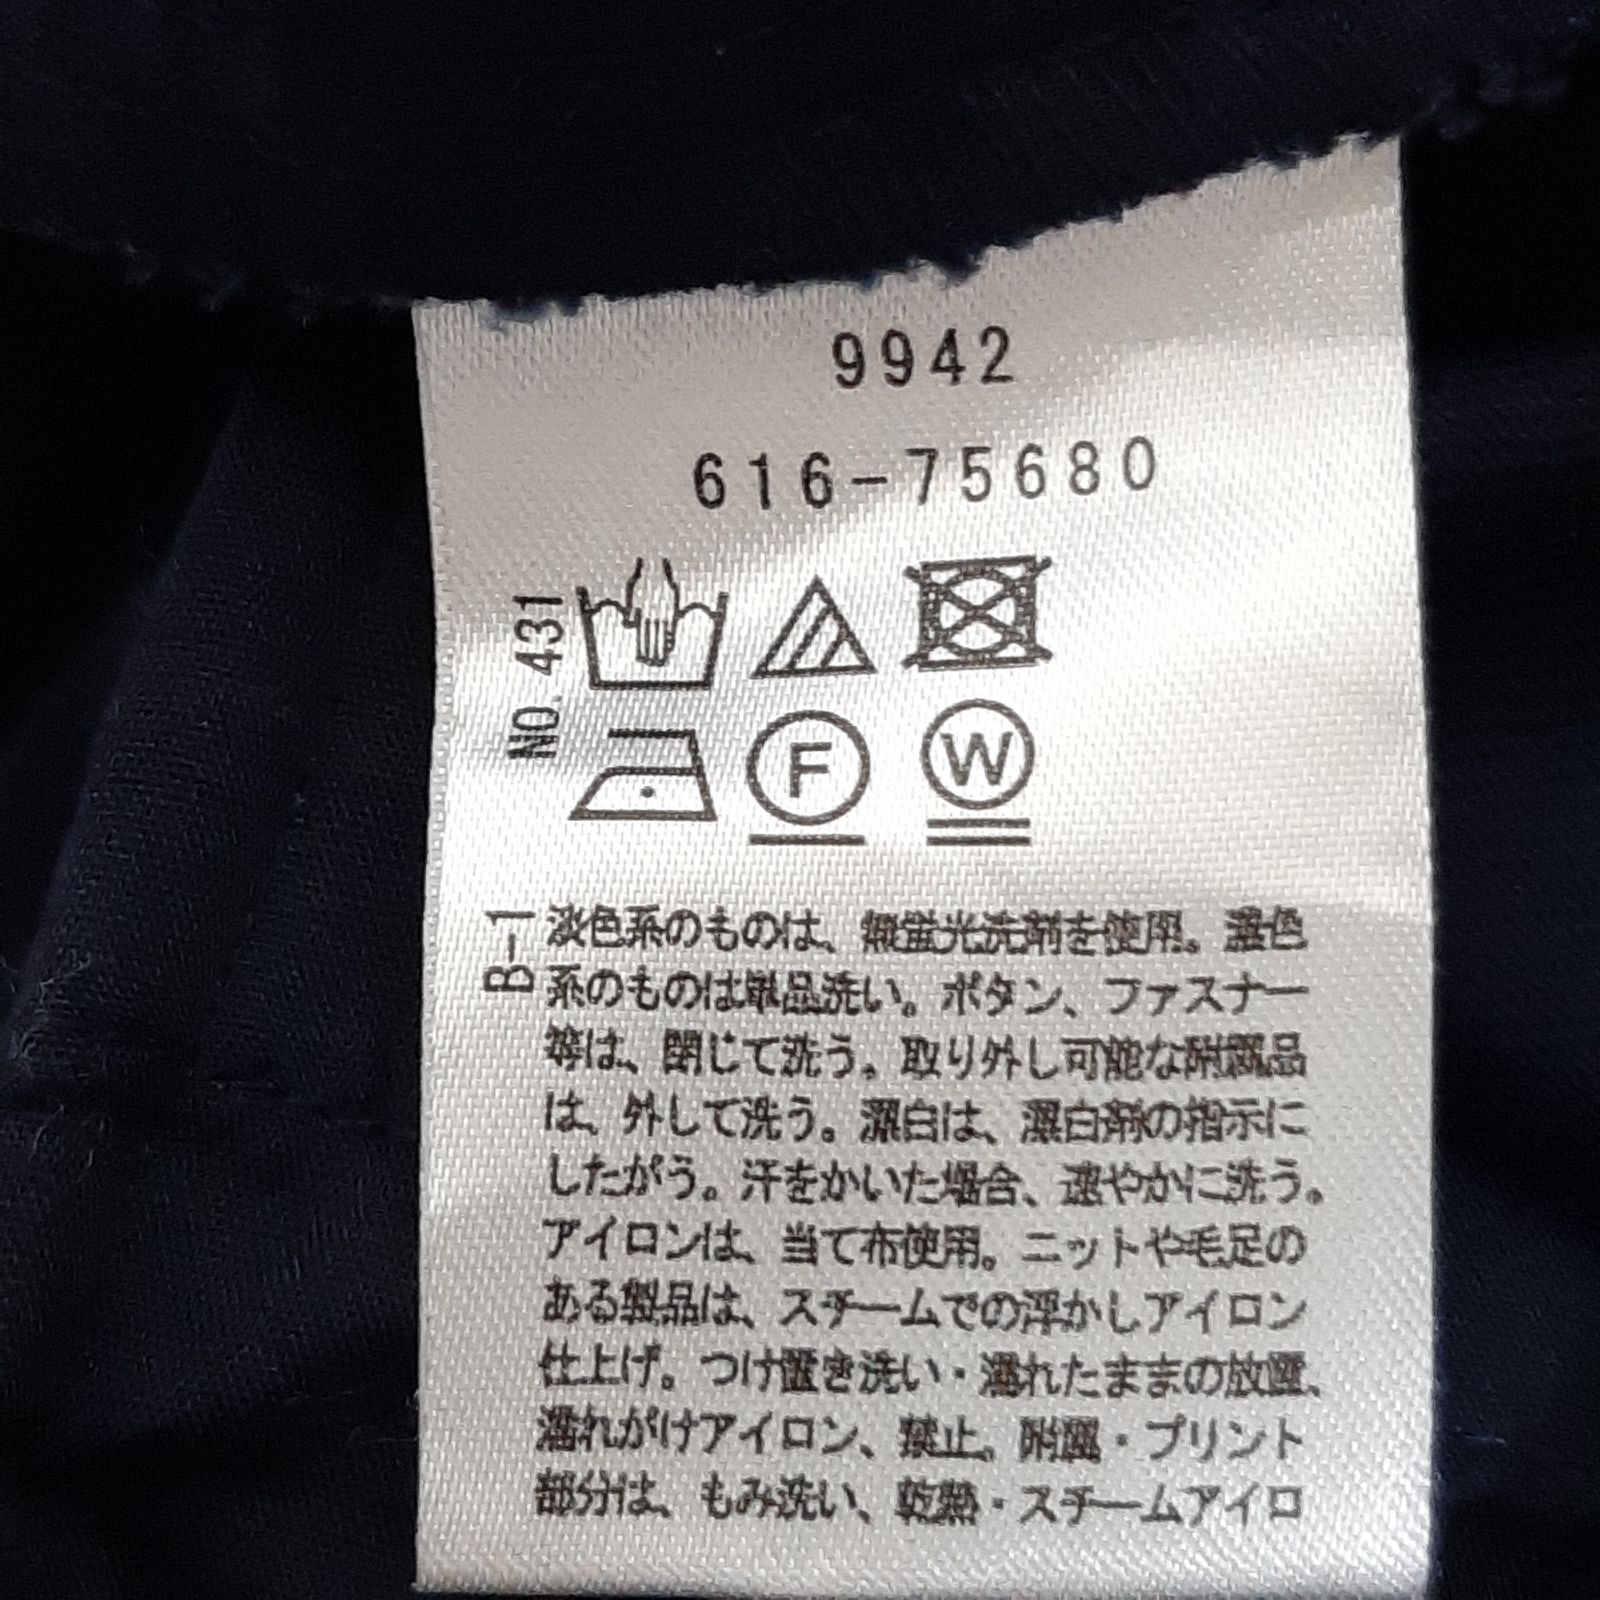 9942
616-75680
NO.431
F
W
B-1
淡色系のものは、無蛍光洗剤を使用。濃色
系のものは単品洗い。ボタン、ファスナー
等は、閉じて洗う。取り外し可能な附属品
は、外して洗う。漂白は、漂白剤の指示に
したがう。汗をかいた場合、速やかに洗う。
アイロンは、当て布使用。ニットや毛足の
ある製品は、スチームでの浮かしアイロン
仕上げ。つけ置き洗い・濡れたままの放置、
濡れがけアイロン、禁止。附属・プリント
部分は、もみ洗い、乾熱・スチームアイロ